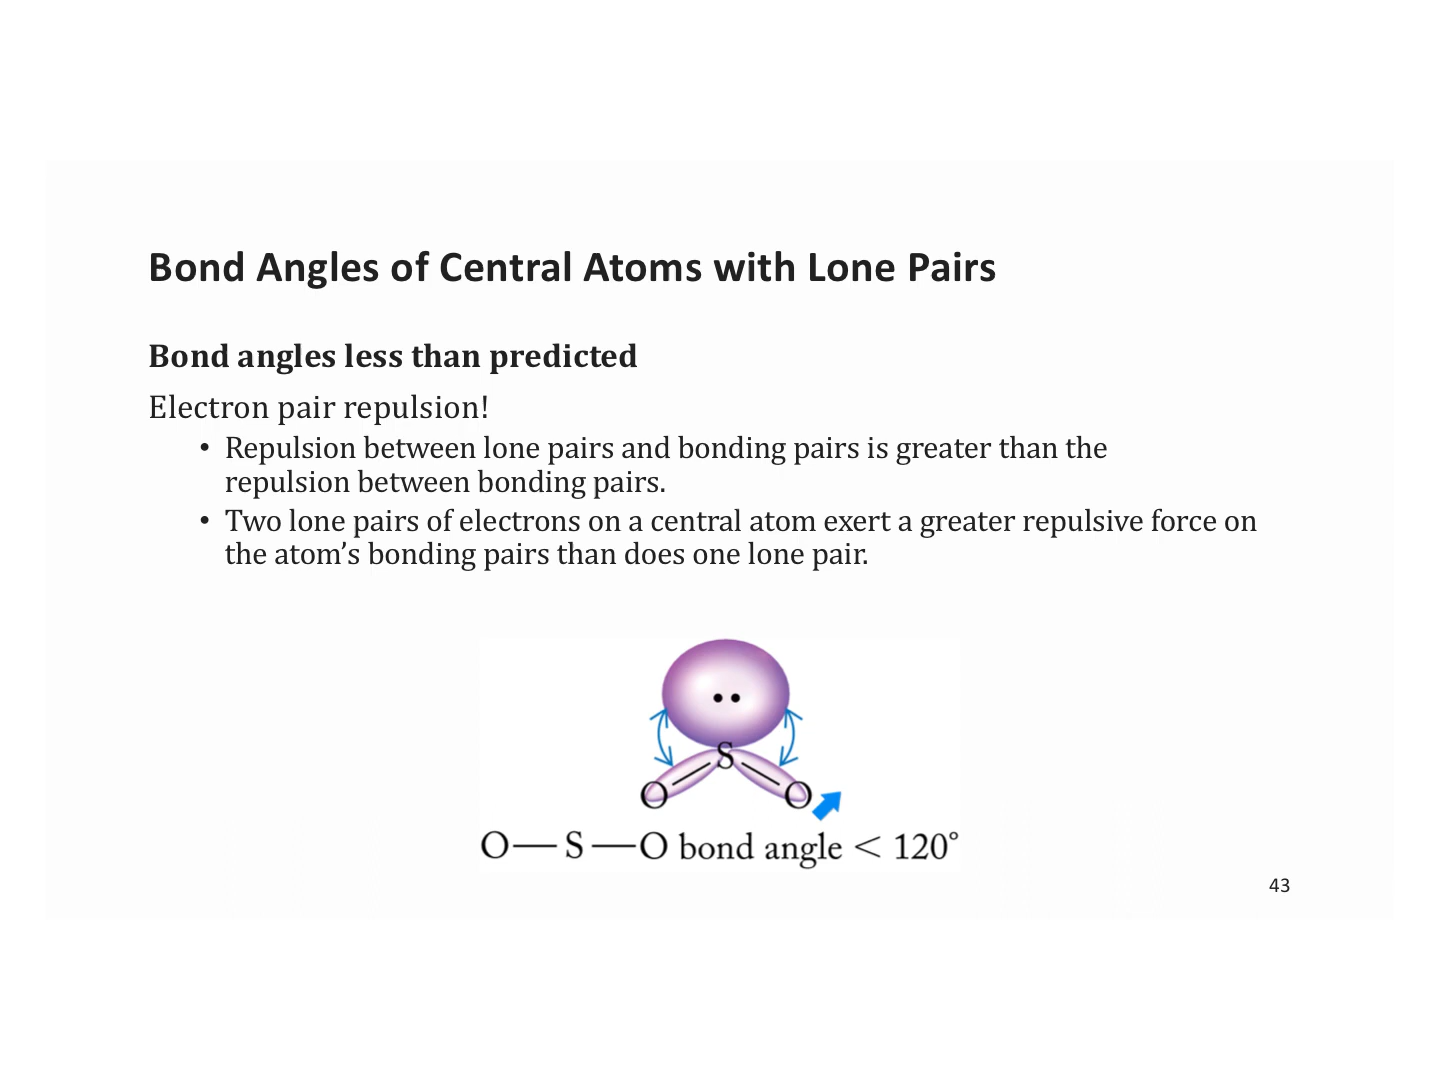 Bond Angles of Central Atoms with Lone Pairs
Bond angles less than predicted
Electron pair repulsion!
• Repulsion between lone pairs and bonding pairs is greater than the
repulsion between bonding pairs.
• Two lone pairs of electrons on a central atom exert a greater repulsive force on
the atom’s bonding pairs than does one lone pair.
S
O O
O—S—O bond angle < 120°
43